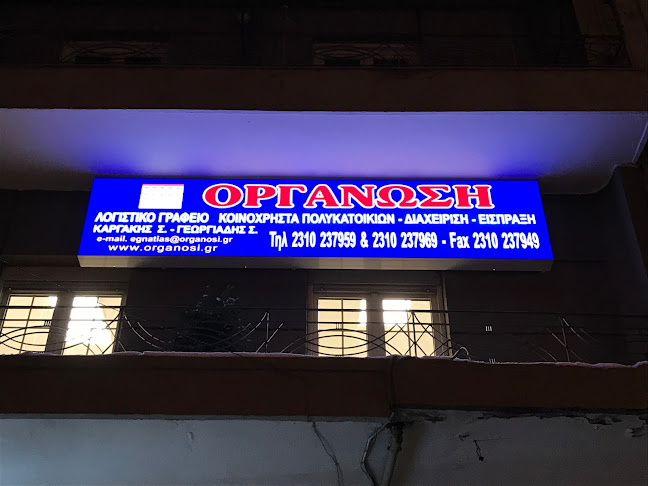 ΟΡΓΑΝΩΣΗ
ΛΟΓΙΣΤΙΚΟ ΓΡΑΦΕΙΟ ΚΟΙΝΟΧΡΗΣΤΑ ΠΟΛΥΚΑΤΟΙΚΙΩΝ - ΔΙΑΧΕΙΡΙΣΗ - ΕΙΣΠΡΑΞΗ
ΚΑΡΓΑΚΗΣ Σ. - ΓΕΩΡΓΙΑΔΗΣ Σ.
e-mail. egnatias@organosi.gr
www.organosi.gr
Τηλ 2310 237959 & 2310 237969 - Fax 2310 237949